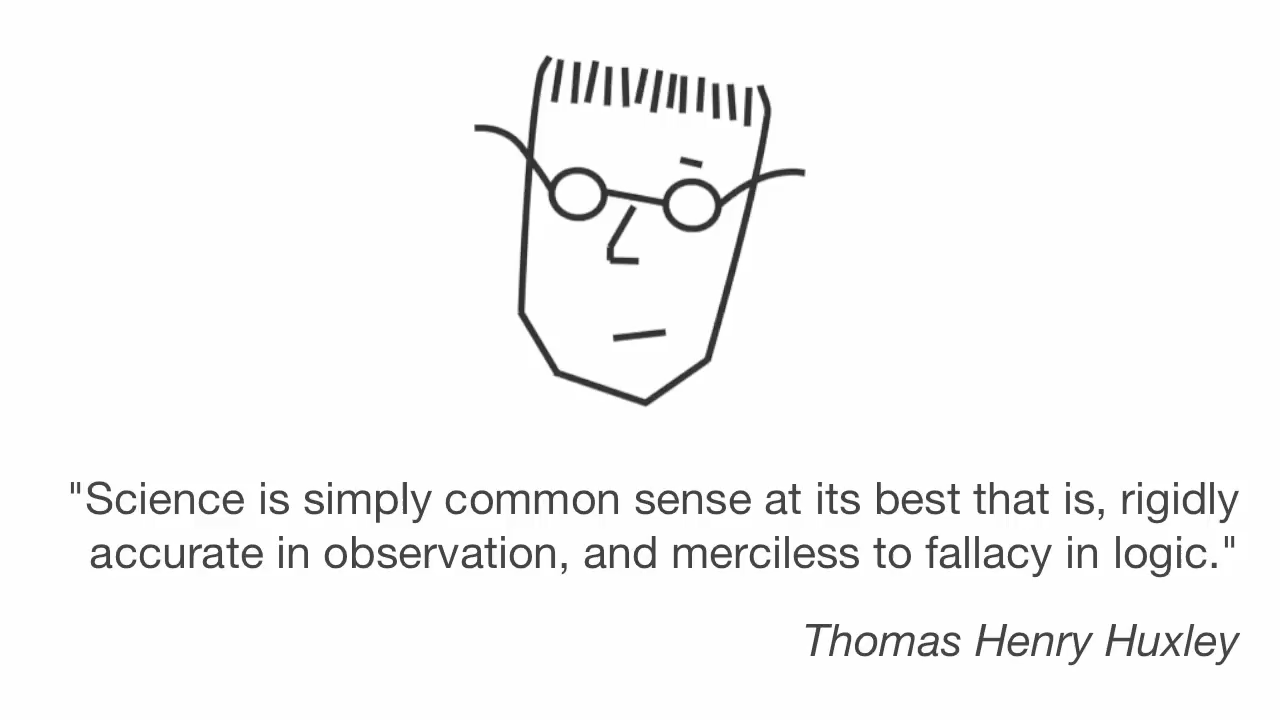 "Science is simply common sense at its best that is, rigidly
accurate in observation, and merciless to fallacy in logic."
Thomas Henry Huxley